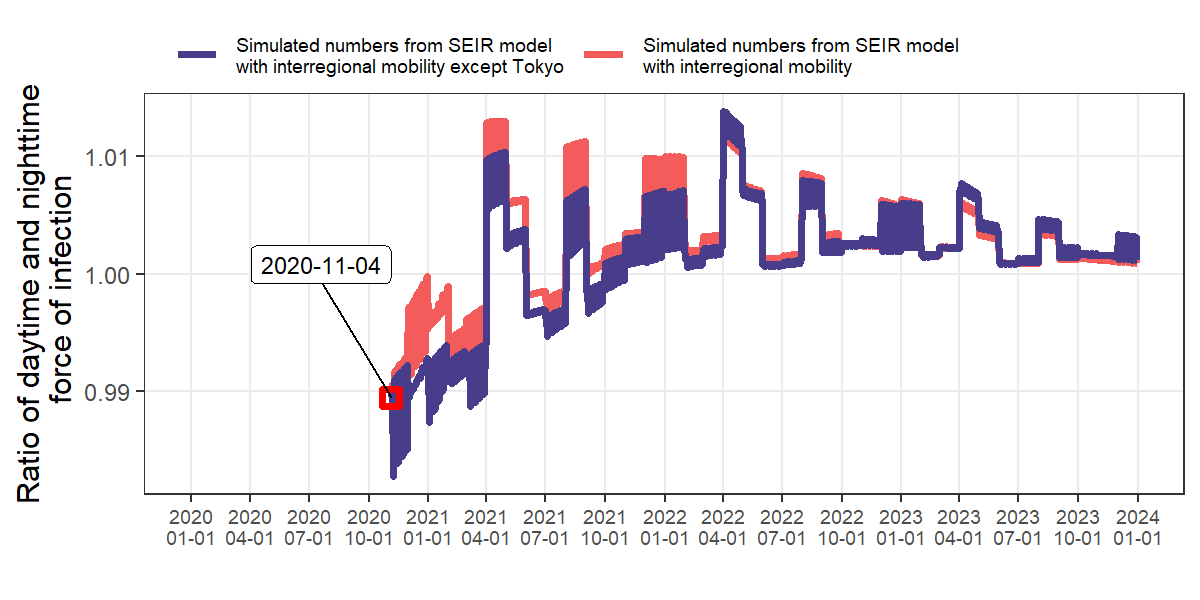 Simulated numbers from SEIR model
with interregional mobility except Tokyo
Simulated numbers from SEIR model
with interregional mobility
Ratio of daytime and nighttime
force of infection
1.01
1.00
0.99
2020-11-04
2020 2020 2020 2020 2021 2021 2021 2021 2022 2022 2022 2022 2023 2023 2023 2023 2024
01-01 04-01 07-01 10-01 01-01 04-01 07-01 10-01 01-01 04-01 07-01 10-01 01-01 04-01 07-01 10-01 01-01